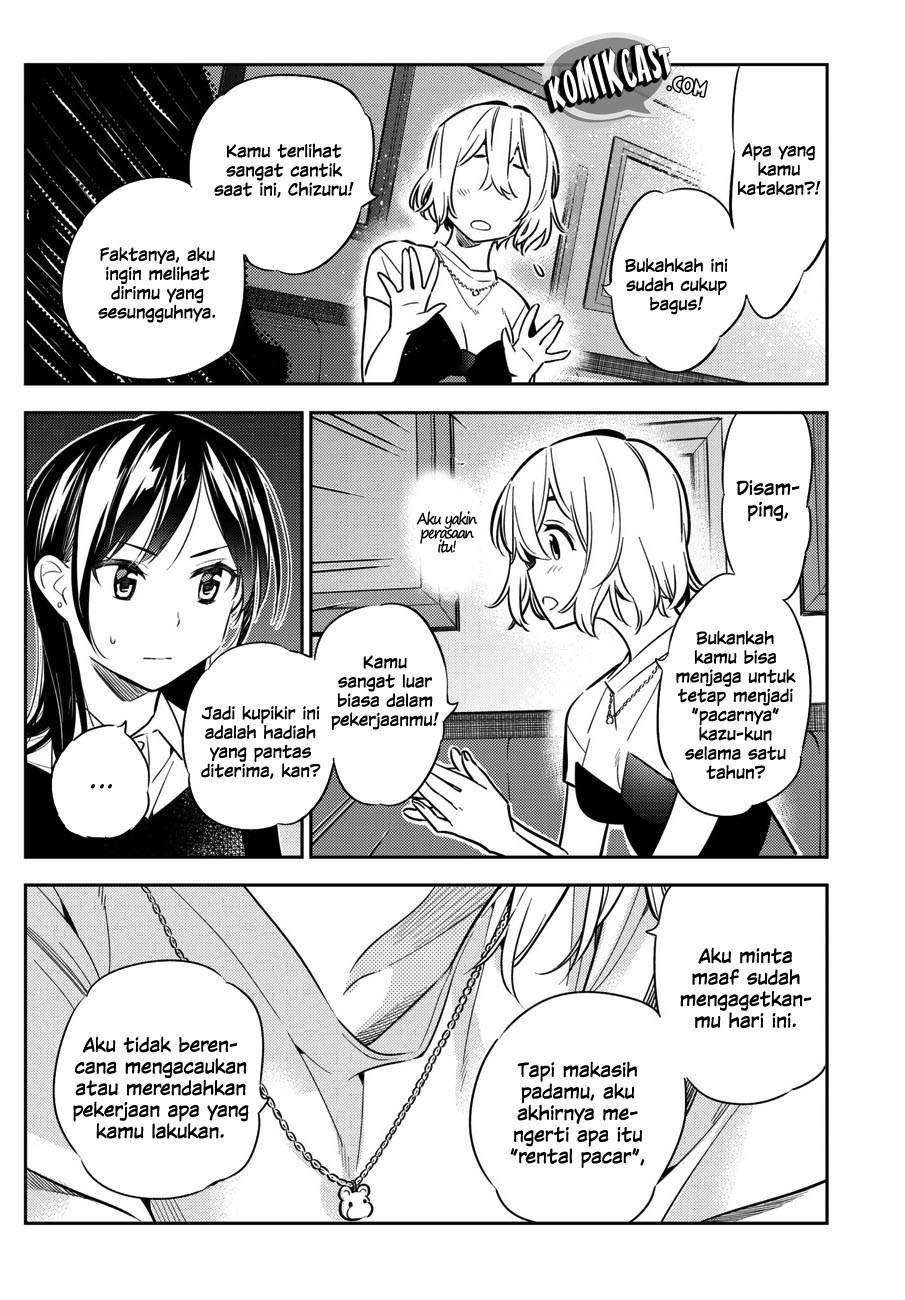 KOMIKCAST
.COM
Apa yang
kamu
katakan?!
Bukahkah ini
sudah cukup
bagus!
Kamu terlihat
sangat cantik
saat ini, Chizuru!
Faktanya, aku
ingin melihat
dirimu yang
sesungguhnya.
Disam-
ping,
Bukankah
kamu bisa
menjaga untuk
tetap menjadi
"pacarnya"
kazu-kun
selama satu
tahun?
Aku yakin
perasaan
itu!
Kamu
sangat luar
biasa dalam
pekerjaanmu!
Jadi kupikir ini
adalah hadiah
yang pantas
diterima, kan?
...
Aku minta
maaf sudah
mengagetkan-
mu hari ini.
Tapi makasih
padamu, aku
akhirnya me-
ngerti apa itu
"rental pacar",
Aku tidak beren-
cana mengacaukan
atau merendahkan
pekerjaan apa yang
kamu lakukan.